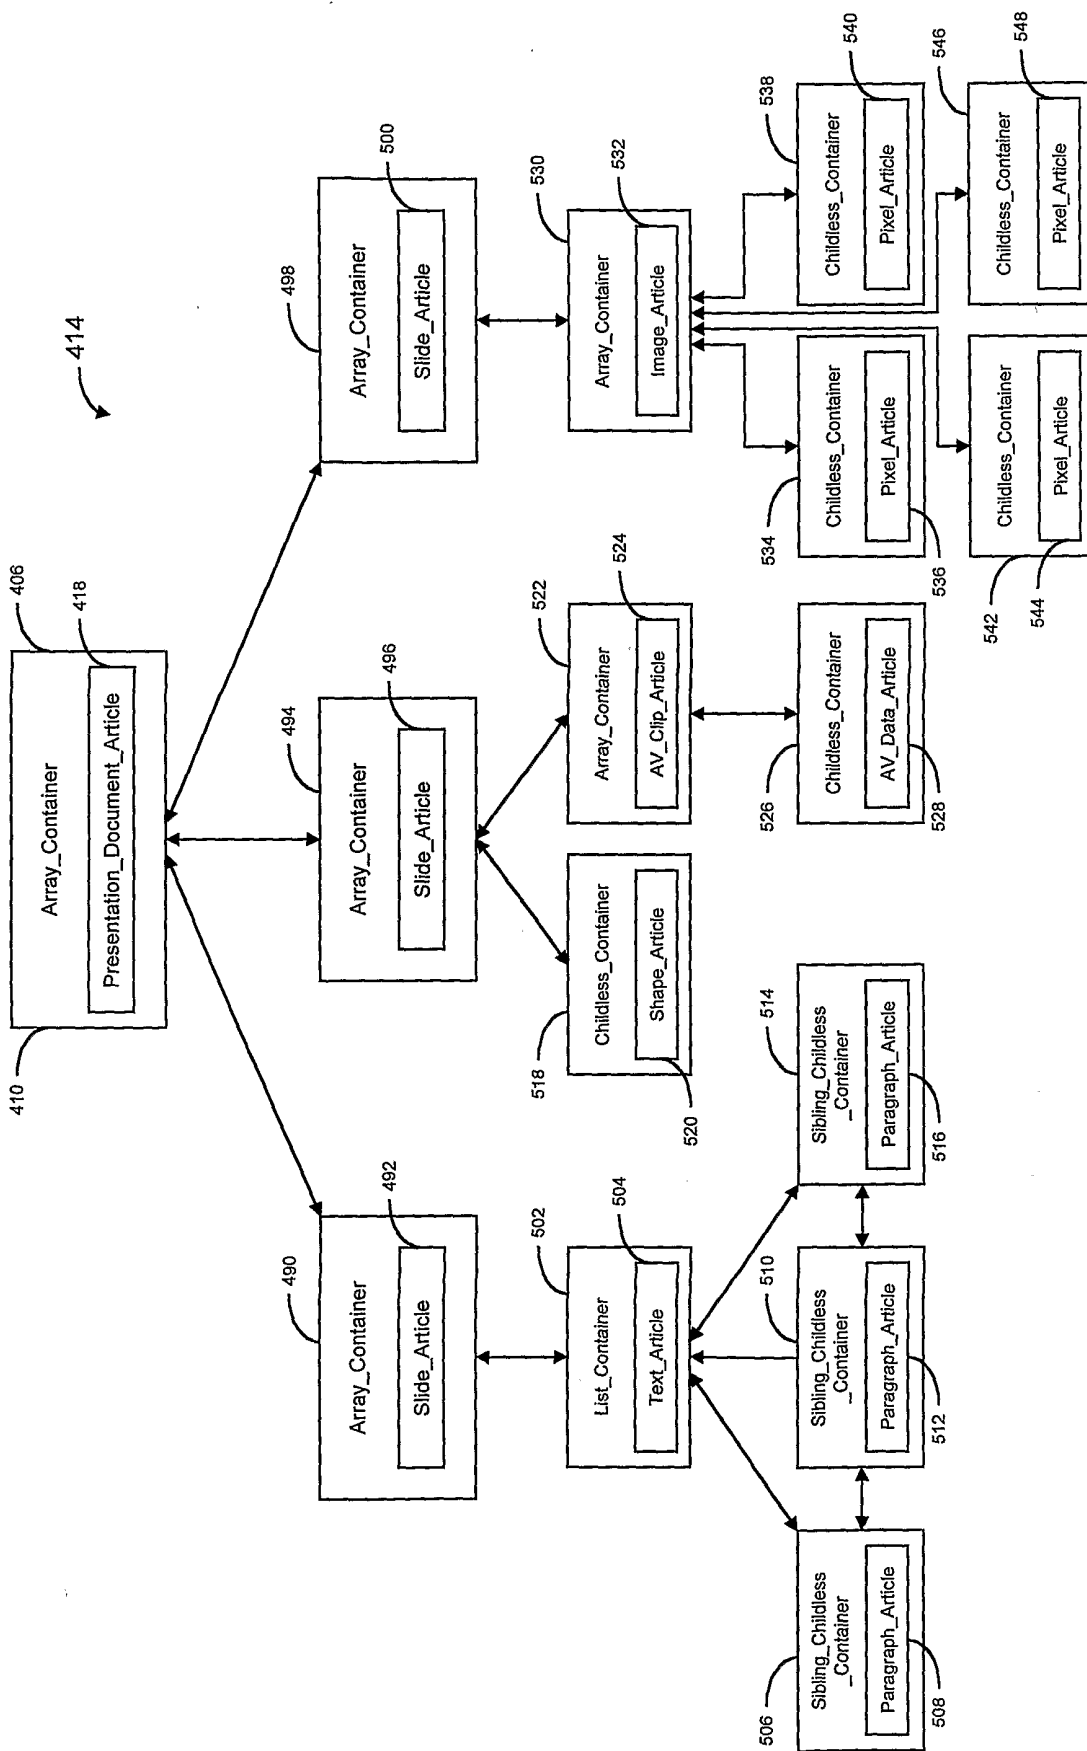 414
410
406
Array_Container
Presentation_Document_Article
418
490
Array_Container
Slide_Article
492
494
Array_Container
Slide_Article
496
498
Array_Container
Slide_Article
500
502
List_Container
Text_Article
504
518
Childless_Container
Shape_Article
520
522
Array_Container
AV_Clip_Article
524
530
Array_Container
Image_Article
532
506
Sibling_Childless
_Container
Paragraph_Article
508
510
Sibling_Childless
_Container
Paragraph_Article
512
514
Sibling_Childless
_Container
Paragraph_Article
516
526
Childless_Container
AV_Data_Article
528
534
Childless_Container
Pixel_Article
536
538
Childless_Container
Pixel_Article
540
542
Childless_Container
Pixel_Article
544
546
Childless_Container
Pixel_Article
548